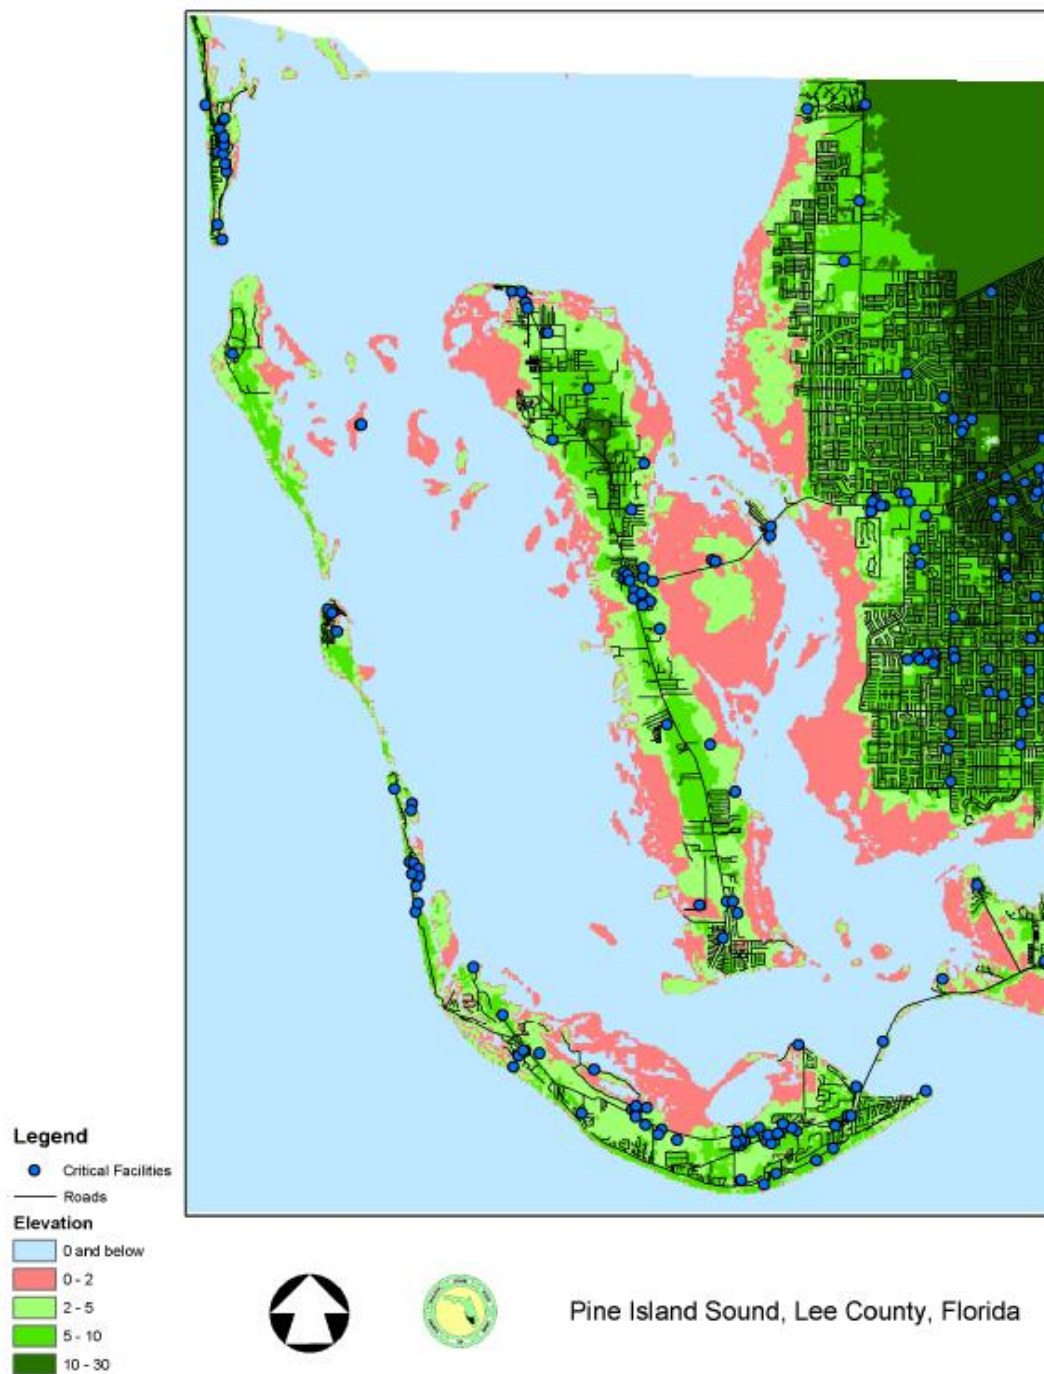 Legend
Critical Facilities
Roads
Elevation
0 and below
0 - 2
2 - 5
5 - 10
10 - 30
Pine Island Sound, Lee County, Florida